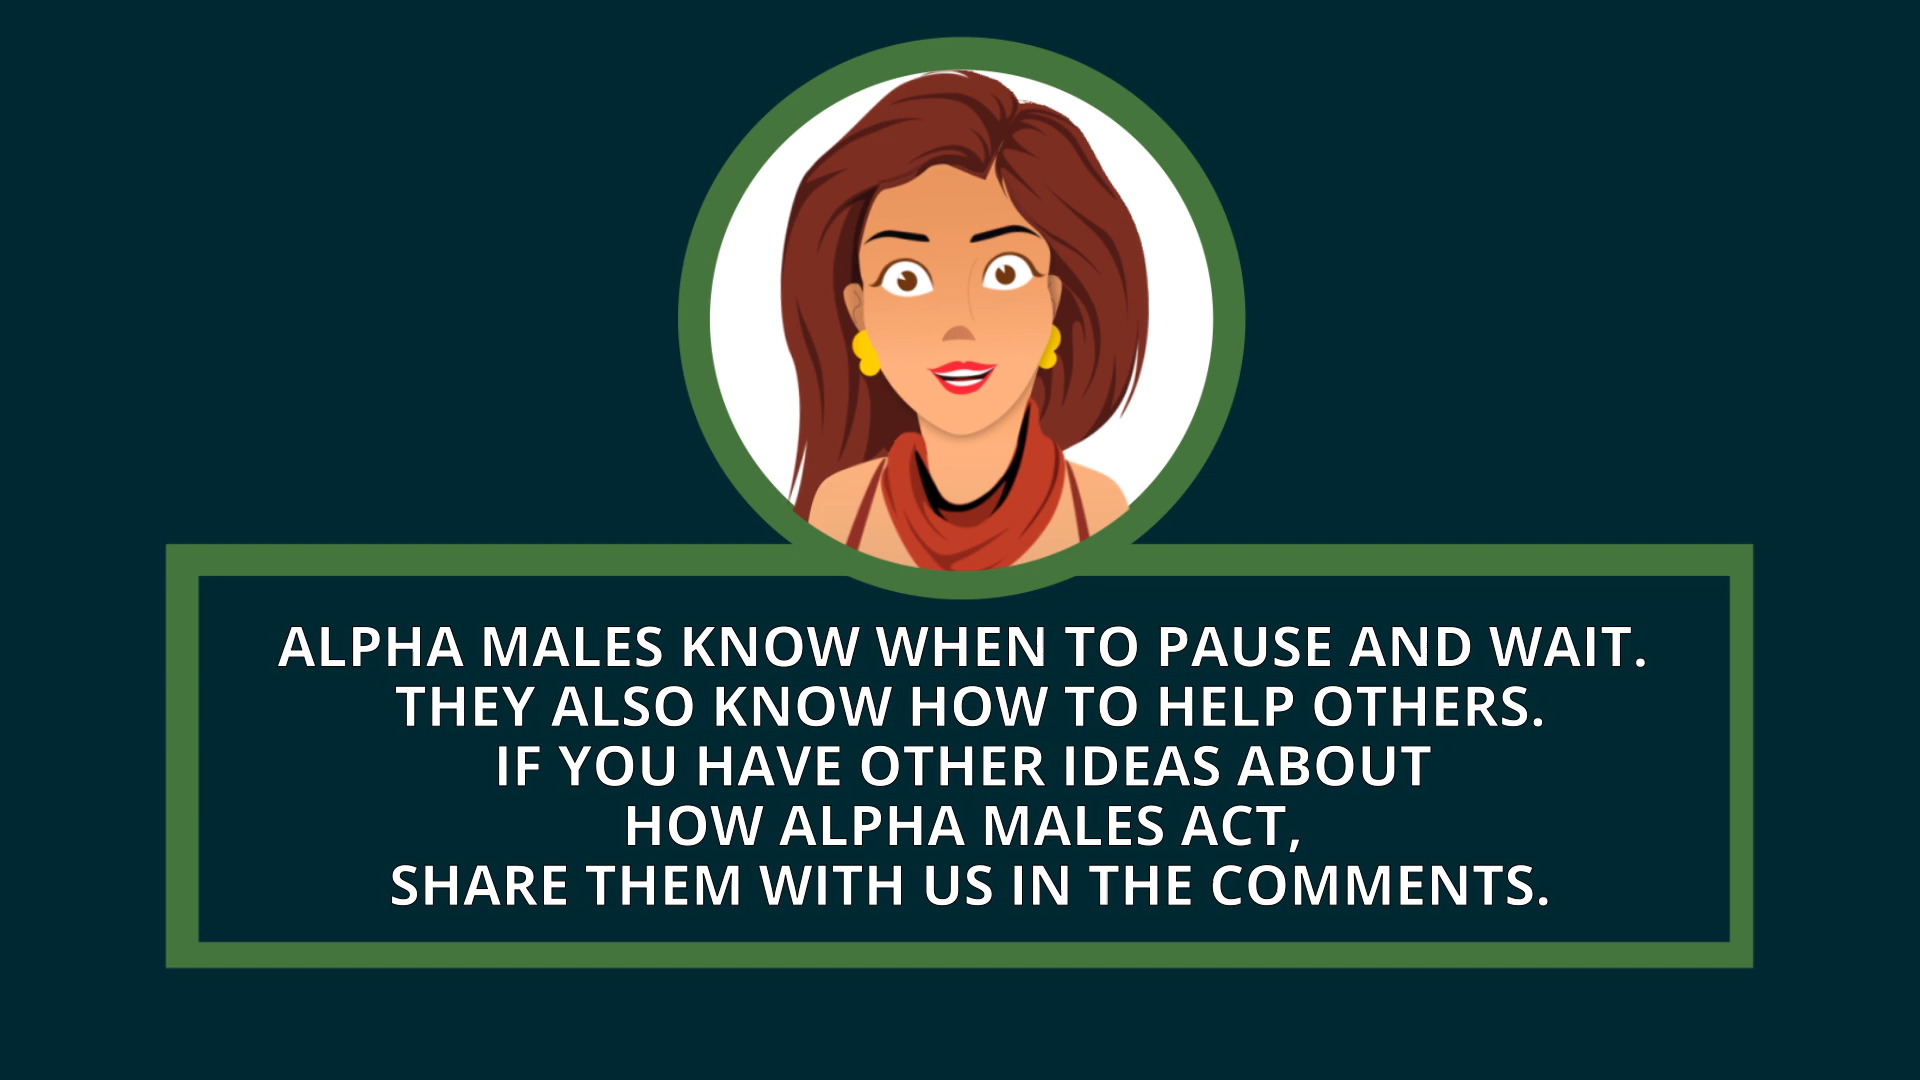 ALPHA MALES KNOW WHEN TO PAUSE AND WAIT.
THEY ALSO KNOW HOW TO HELP OTHERS.
IF YOU HAVE OTHER IDEAS ABOUT
HOW ALPHA MALES ACT,
SHARE THEM WITH US IN THE COMMENTS.